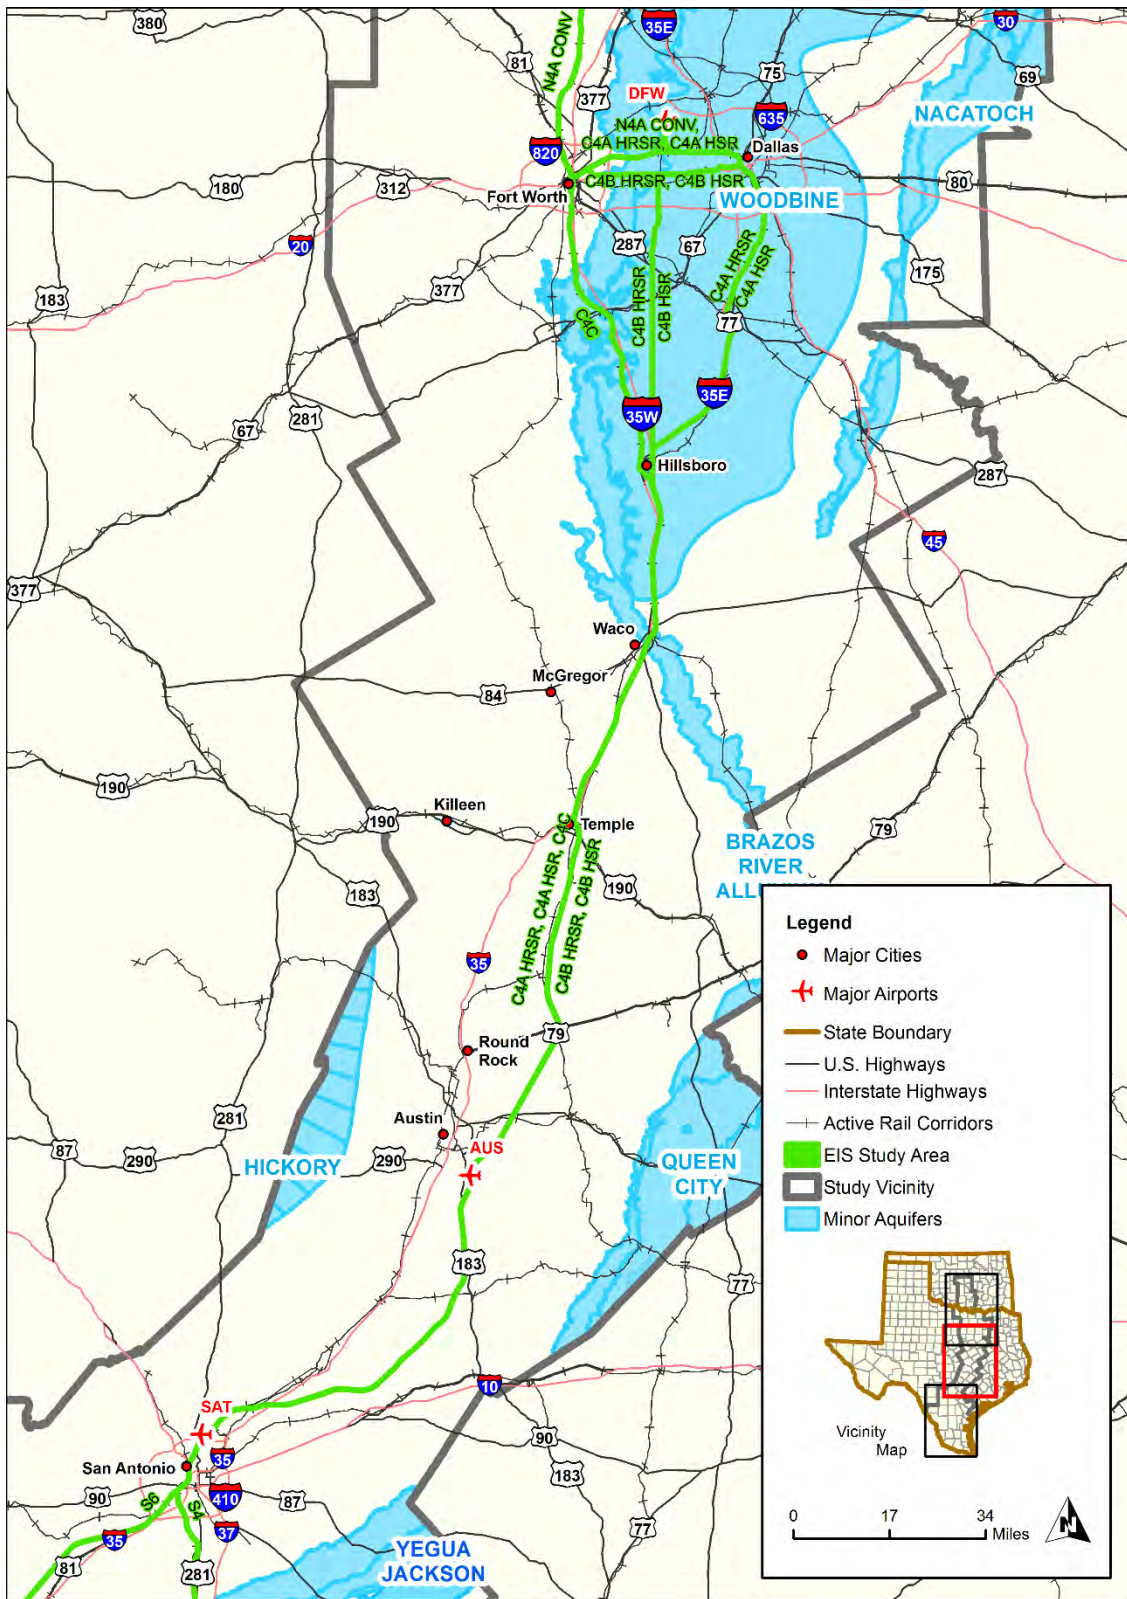 380
35E
30
N4A CONV
81
75
69
377
DFW
635
NACATOCH
N4A CONV,
C4A HRSR, C4A HSR
820
Dallas
180
312
C4B HRSR, C4B HSR
80
Fort Worth
WOODBINE
20
287
67
175
183
377
C4B HRSR
C4B HSR
C4A HRSR
C4A HSR
C4C
77
35E
35W
281
67
Hillsboro
287
45
377
Waco
McGregor
84
190
Killeen
190
Temple
79
BRAZOS
RIVER
C4A HRSR, C4A HSR, C4C
C4B HRSR, C4B HSR
190
183
35
79
Round
Rock
281
Austin
AUS
87
290
HICKORY
290
QUEEN
CITY
183
77
10
SAT
35
90
San Antonio
183
90
S6
S4
410
87
77
35
37
81
281
YEGUA
JACKSON
Legend
Major Cities
Major Airports
State Boundary
U.S. Highways
Interstate Highways
Active Rail Corridors
EIS Study Area
Study Vicinity
Minor Aquifers
Vicinity
Map
0
17
34
Miles
N